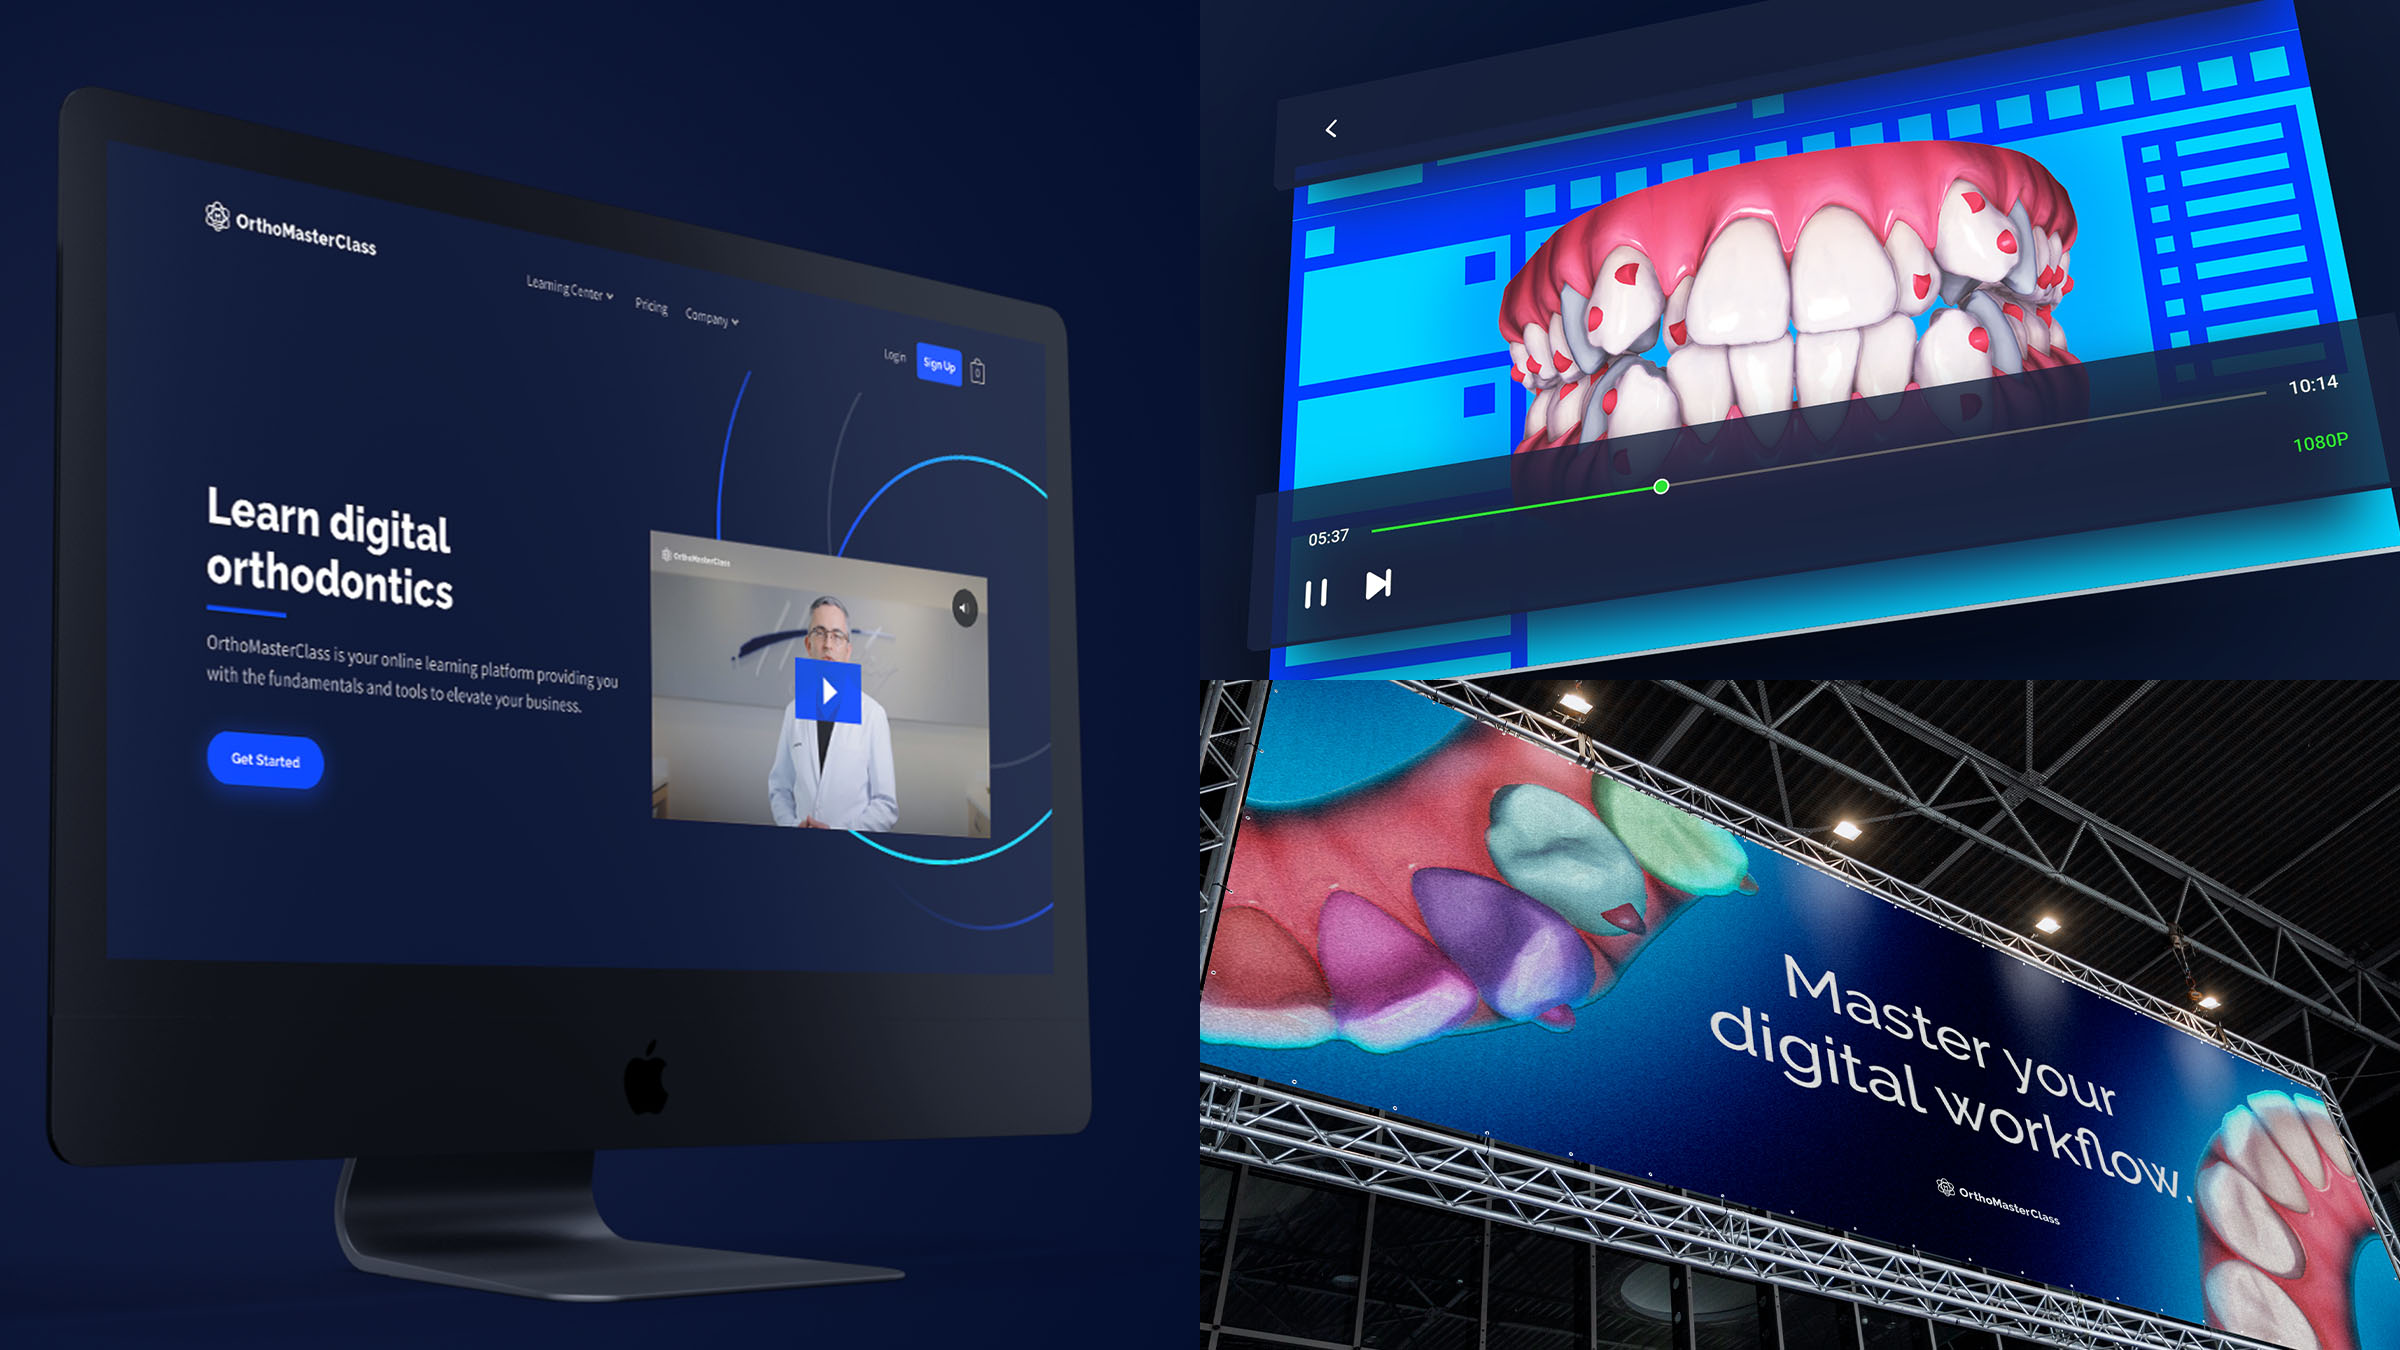 OrthoMasterClass
Learning Center
Pricing
Company
Login
Sign Up
0
Learn digital
orthodontics
OrthoMasterClass is your online learning platform providing you
with the fundamentals and tools to elevate your business.
Get Started
OrthoMasterClass
10:14
1080P
05:37
Master your
digital workflow.
OrthoMasterClass